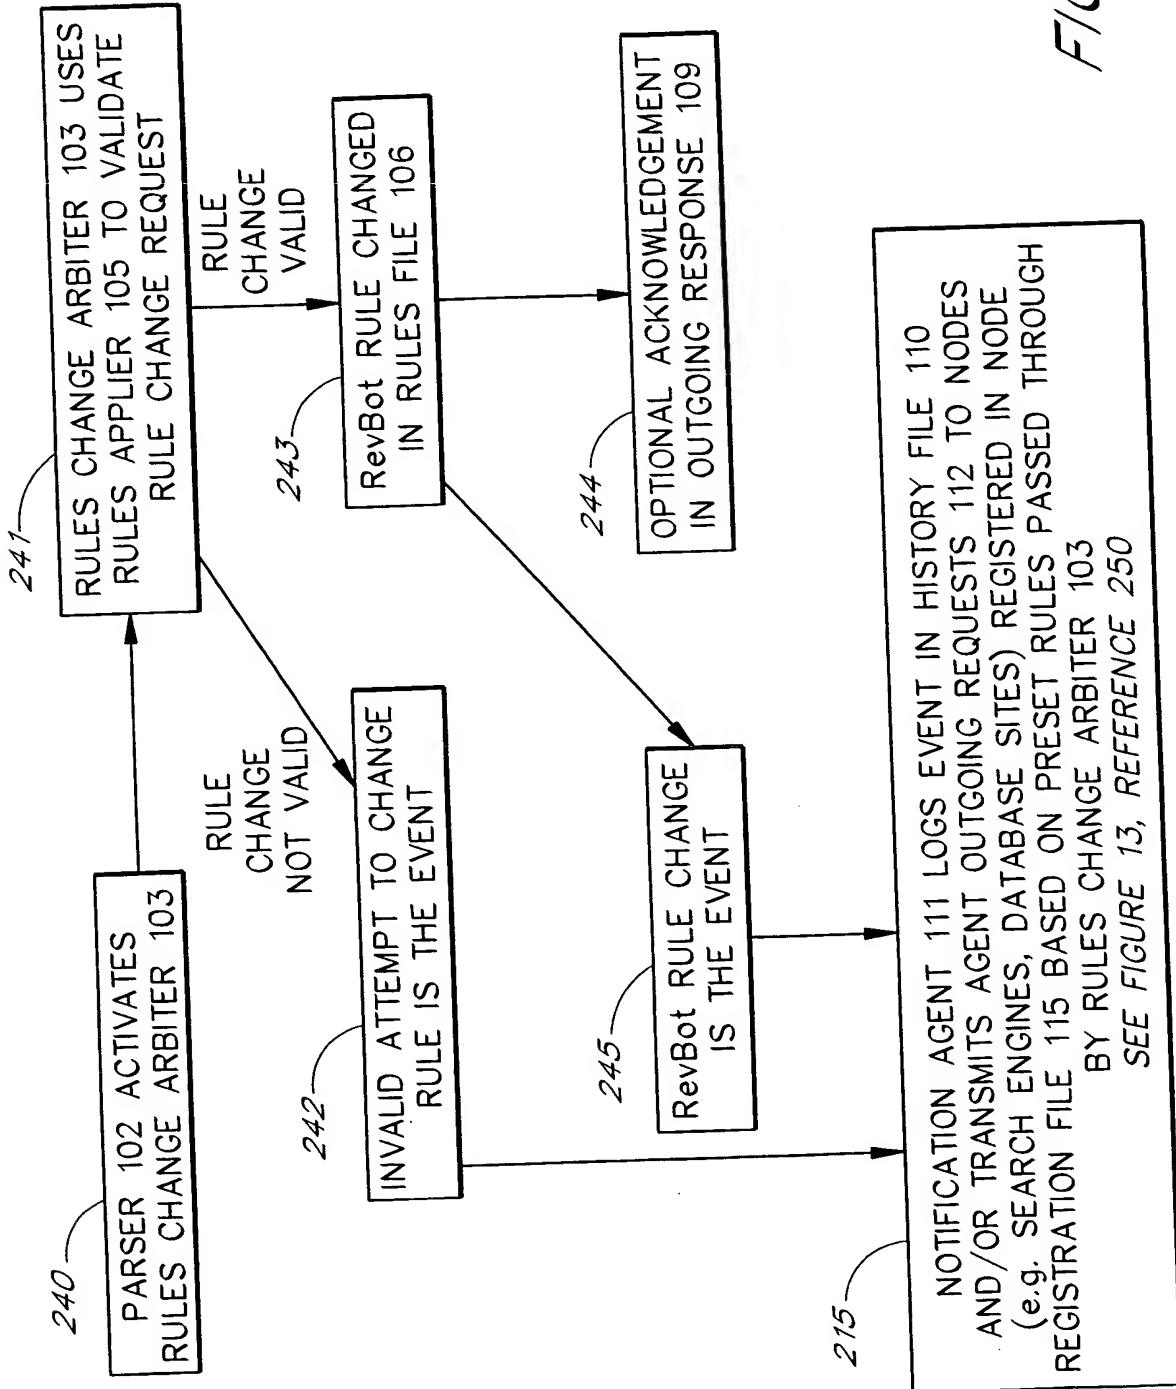 240
PARSER 102 ACTIVATES
RULES CHANGE ARBITER 103
241
RULES CHANGE ARBITER 103 USES
RULES APPLIER 105 TO VALIDATE
RULE CHANGE REQUEST
RULE
CHANGE
NOT VALID
RULE
CHANGE
VALID
242
INVALID ATTEMPT TO CHANGE
RULE IS THE EVENT
243
RevBot RULE CHANGED
IN RULES FILE 106
244
OPTIONAL ACKNOWLEDGEMENT
IN OUTGOING RESPONSE 109
245
RevBot RULE CHANGE
IS THE EVENT
215
NOTIFICATION AGENT 111 LOGS EVENT IN HISTORY FILE 110
AND/OR TRANSMITS AGENT OUTGOING REQUESTS 112 TO NODES
(e.g. SEARCH ENGINES, DATABASE SITES) REGISTERED IN NODE
REGISTRATION FILE 115 BASED ON PRESET RULES PASSED THROUGH
BY RULES CHANGE ARBITER 103
SEE FIGURE 13, REFERENCE 250